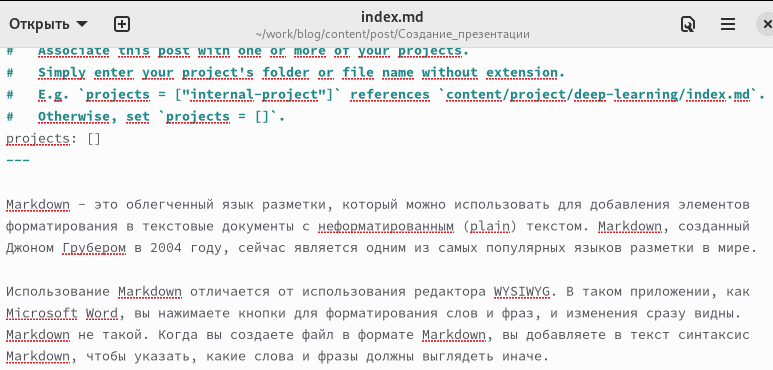 Открыть
index.md
~/work/blog/content/post/Создание_презентации
#   Associate this post with one or more of your projects.
#   Simply enter your project's folder or file name without extension.
#   E.g. `projects = ["internal-project"]` references `content/project/deep-learning/index.md`.
#   Otherwise, set `projects = []`.
projects: []
---
Markdown – это облегченный язык разметки, который можно использовать для добавления элементов
форматирования в текстовые документы с неформатированным (plain) текстом. Markdown, созданный
Джоном Грубером в 2004 году, сейчас является одним из самых популярных языков разметки в мире.
Использование Markdown отличается от использования редактора WYSIWYG. В таком приложении, как
Microsoft Word, вы нажимаете кнопки для форматирования слов и фраз, и изменения сразу видны.
Markdown не такой. Когда вы создаете файл в формате Markdown, вы добавляете в текст синтаксис
Markdown, чтобы указать, какие слова и фразы должны выглядеть иначе.